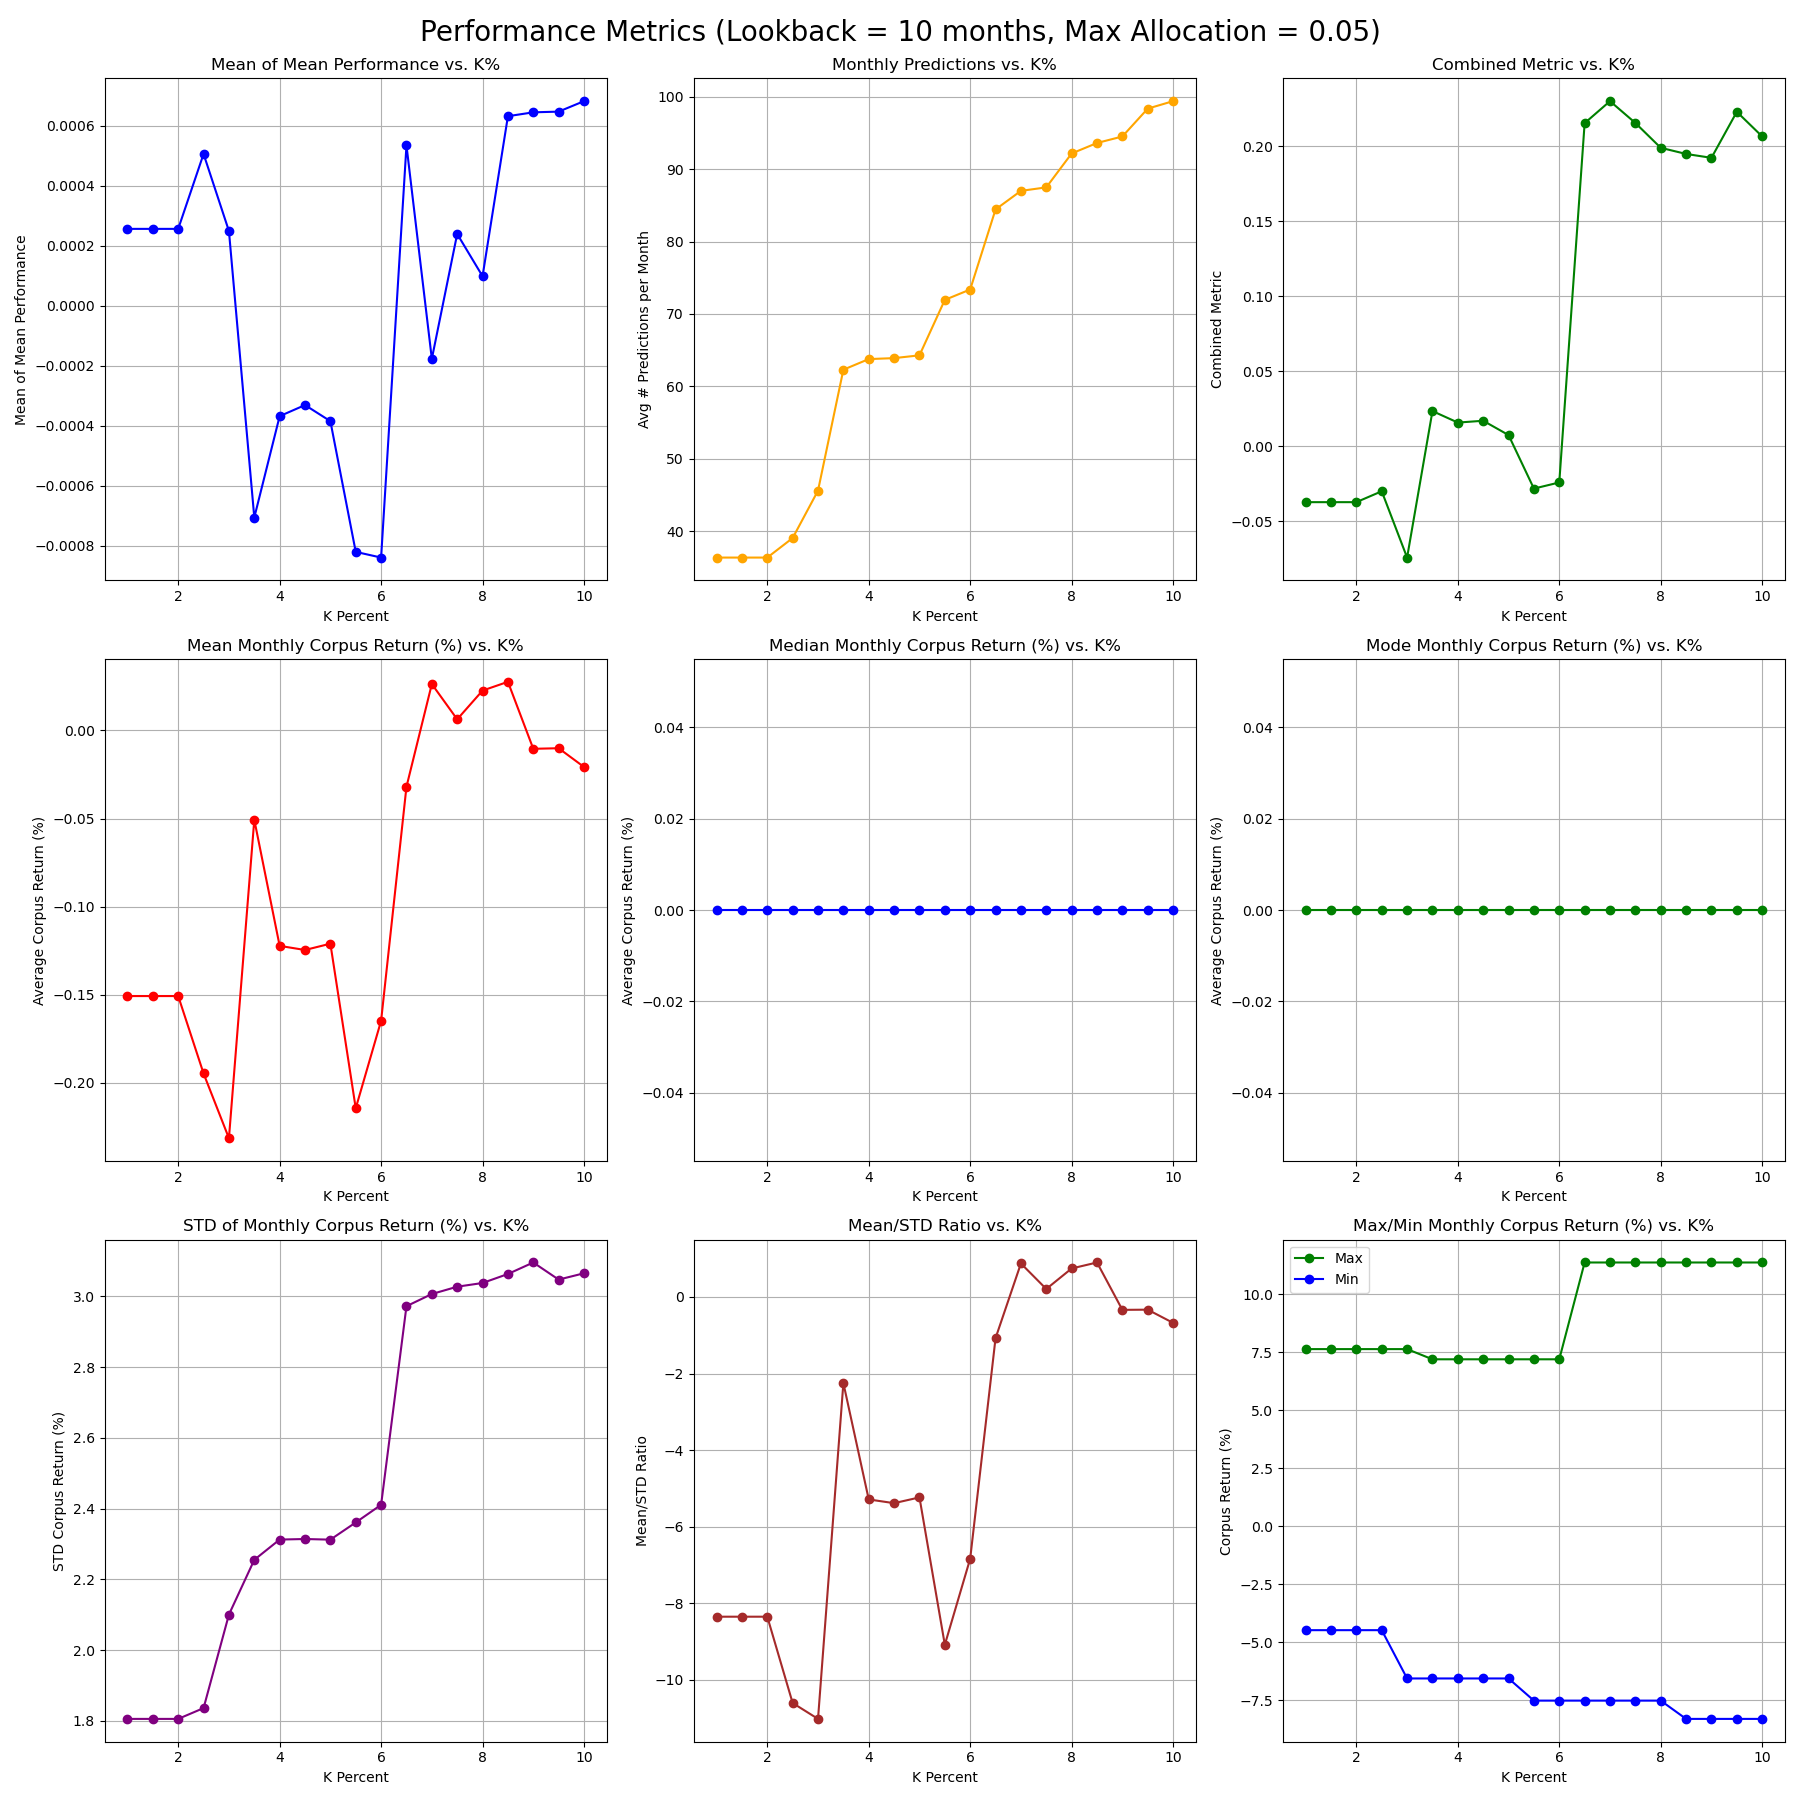 Performance Metrics (Lookback = 10 months, Max Allocation = 0.05)
Mean of Mean Performance vs. K%
Mean of Mean Performance
0.0006
0.0004
0.0002
0.0000
−0.0002
−0.0004
−0.0006
−0.0008
2 4 6 8 10
K Percent
Monthly Predictions vs. K%
Avg # Predictions per Month
100
90
80
70
60
50
40
2 4 6 8 10
K Percent
Combined Metric vs. K%
Combined Metric
0.20
0.15
0.10
0.05
0.00
−0.05
2 4 6 8 10
K Percent
Mean Monthly Corpus Return (%) vs. K%
Average Corpus Return (%)
0.00
−0.05
−0.10
−0.15
−0.20
2 4 6 8 10
K Percent
Median Monthly Corpus Return (%) vs. K%
Average Corpus Return (%)
0.04
0.02
0.00
−0.02
−0.04
2 4 6 8 10
K Percent
Mode Monthly Corpus Return (%) vs. K%
Average Corpus Return (%)
0.04
0.02
0.00
−0.02
−0.04
2 4 6 8 10
K Percent
STD of Monthly Corpus Return (%) vs. K%
STD Corpus Return (%)
3.0
2.8
2.6
2.4
2.2
2.0
1.8
2 4 6 8 10
K Percent
Mean/STD Ratio vs. K%
Mean/STD Ratio
0
−2
−4
−6
−8
−10
2 4 6 8 10
K Percent
Max/Min Monthly Corpus Return (%) vs. K%
Max
Min
Corpus Return (%)
10.0
7.5
5.0
2.5
0.0
−2.5
−5.0
−7.5
2 4 6 8 10
K Percent